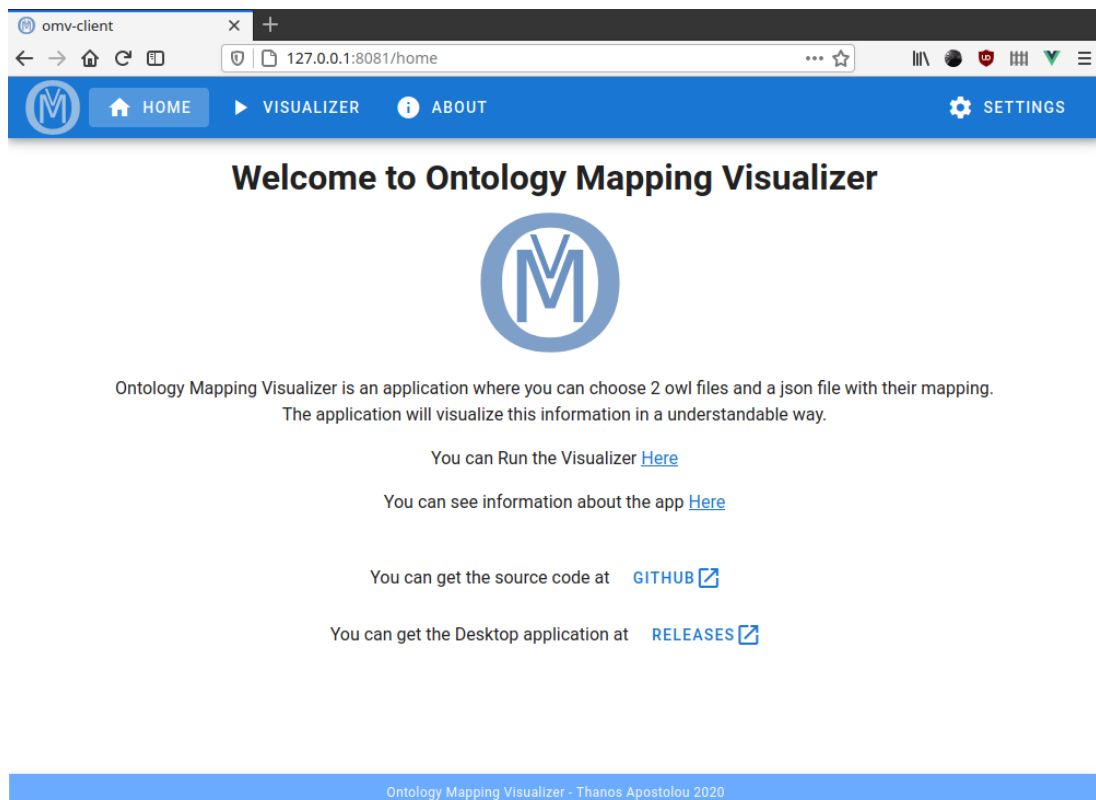 omv-client
127.0.0.1:8081/home
HOME VISUALIZER ABOUT SETTINGS
Welcome to Ontology Mapping Visualizer
Ontology Mapping Visualizer is an application where you can choose 2 owl files and a json file with their mapping.
The application will visualize this information in a understandable way.
You can Run the Visualizer Here
You can see information about the app Here
You can get the source code at GITHUB
You can get the Desktop application at RELEASES
Ontology Mapping Visualizer - Thanos Apostolou 2020